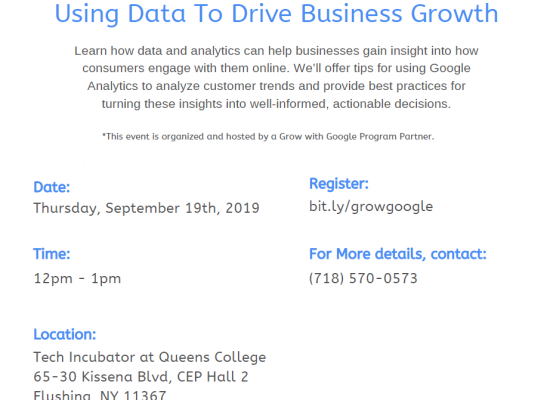 Using Data To Drive Business Growth
Learn how data and analytics can help businesses gain insight into how
consumers engage with them online. We'll offer tips for using Google
Analytics to analyze customer trends and provide best practices for
turning these insights into well-informed, actionable decisions.
*This event is organized and hosted by a Grow with Google Program Partner.
Date:
Thursday, September 19th, 2019
Register:
bit.ly/growgoogle
Time:
12pm - 1pm
For More details, contact:
(718) 570-0573
Location:
Tech Incubator at Queens College
65-30 Kissena Blvd, CEP Hall 2
Flushing, NY 11367